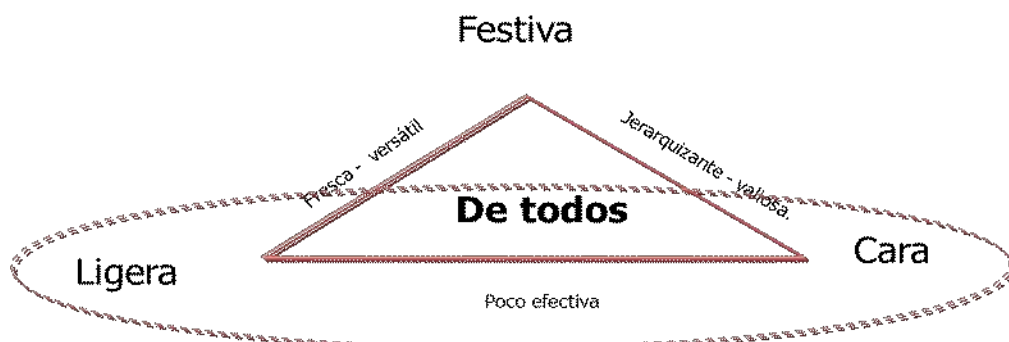 Festiva
Fresca - versátil
Jerarquizante - valiosa.
De todos
Ligera
Cara
Poco efectiva